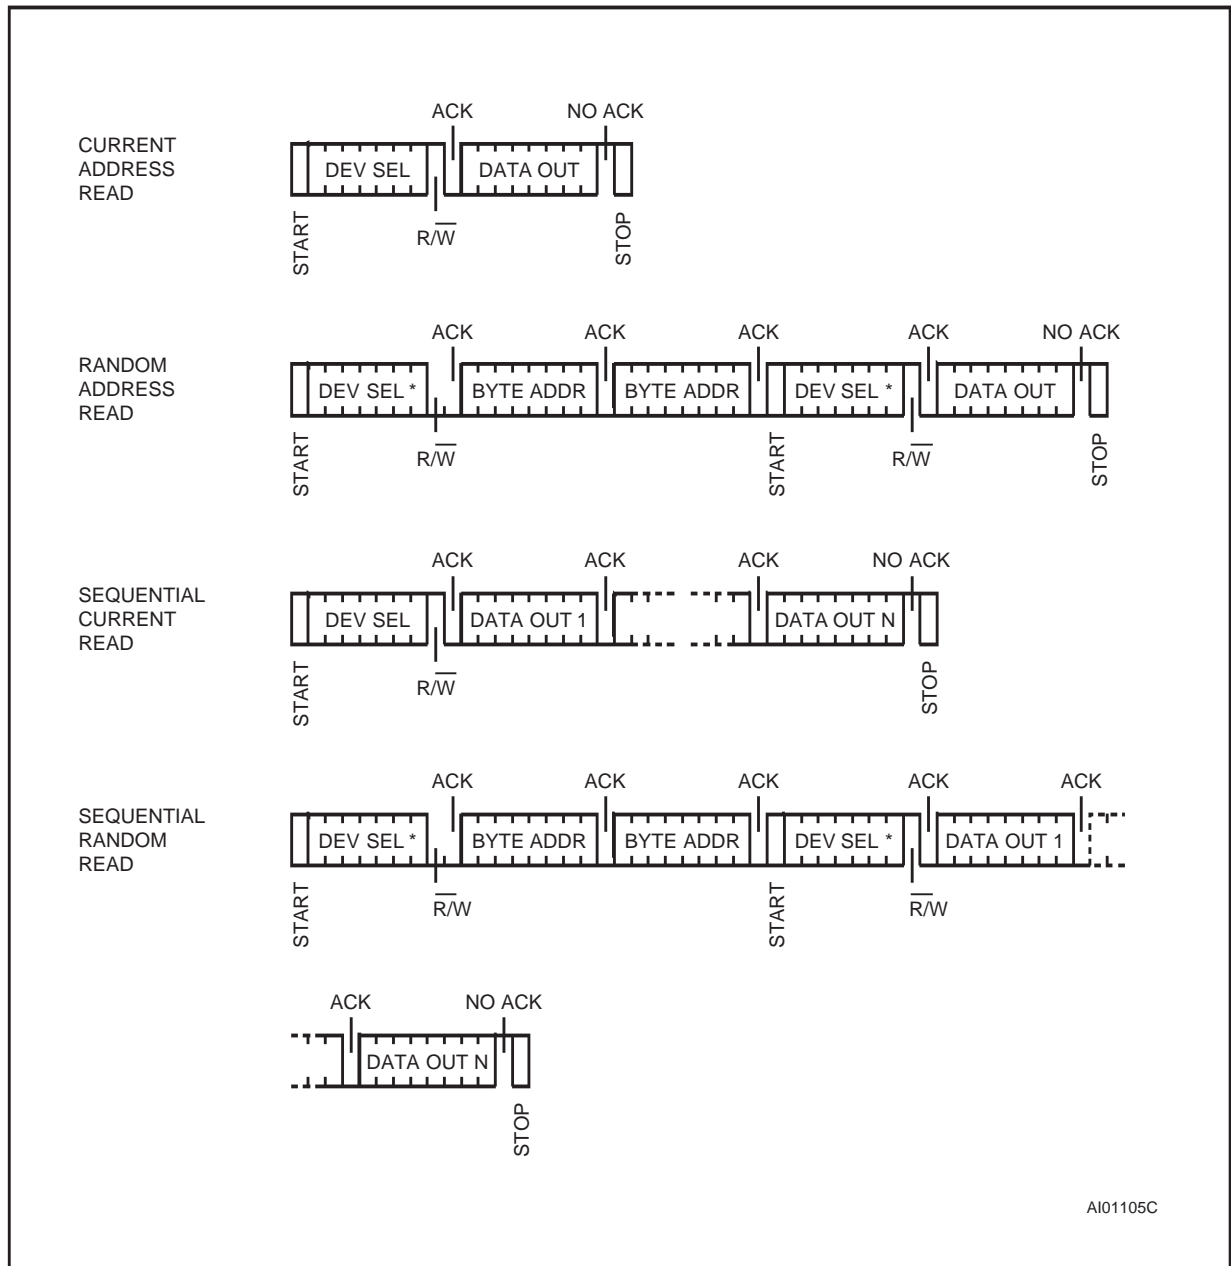 ACK NO ACK
CURRENT
ADDRESS
READ
DEV SEL DATA OUT
START R/W STOP
ACK ACK ACK ACK NO ACK
RANDOM
ADDRESS
READ
DEV SEL * BYTE ADDR BYTE ADDR DEV SEL * DATA OUT
START R/W START R/W STOP
ACK ACK ACK NO ACK
SEQUENTIAL
CURRENT
READ
DEV SEL DATA OUT 1 DATA OUT N
START R/W STOP
ACK ACK ACK ACK ACK
SEQUENTIAL
RANDOM
READ
DEV SEL * BYTE ADDR BYTE ADDR DEV SEL * DATA OUT 1
START R/W START R/W
ACK NO ACK
DATA OUT N
STOP
AI01105C